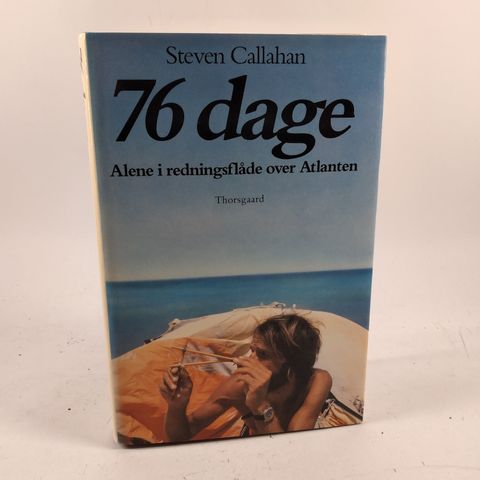 Steven Callahan
76 dage
Alene i redningsflåde over Atlanten
Thorsgaard